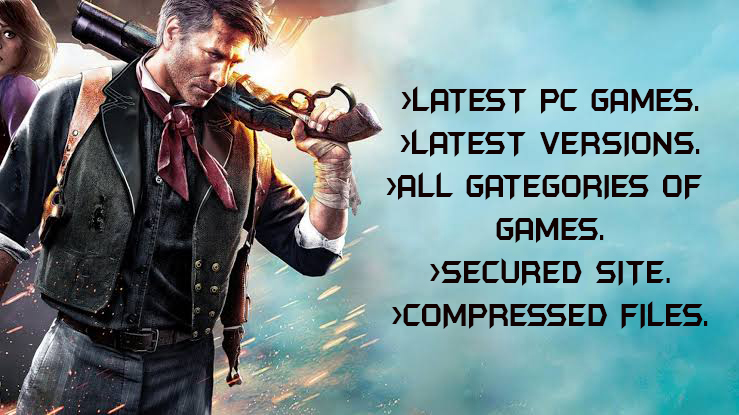 >LATEST PC GAMES.
>LATEST VERSIONS.
>ALL GATEGORIES OF
GAMES.
>SECURED SITE.
>COMPRESSED FILES.